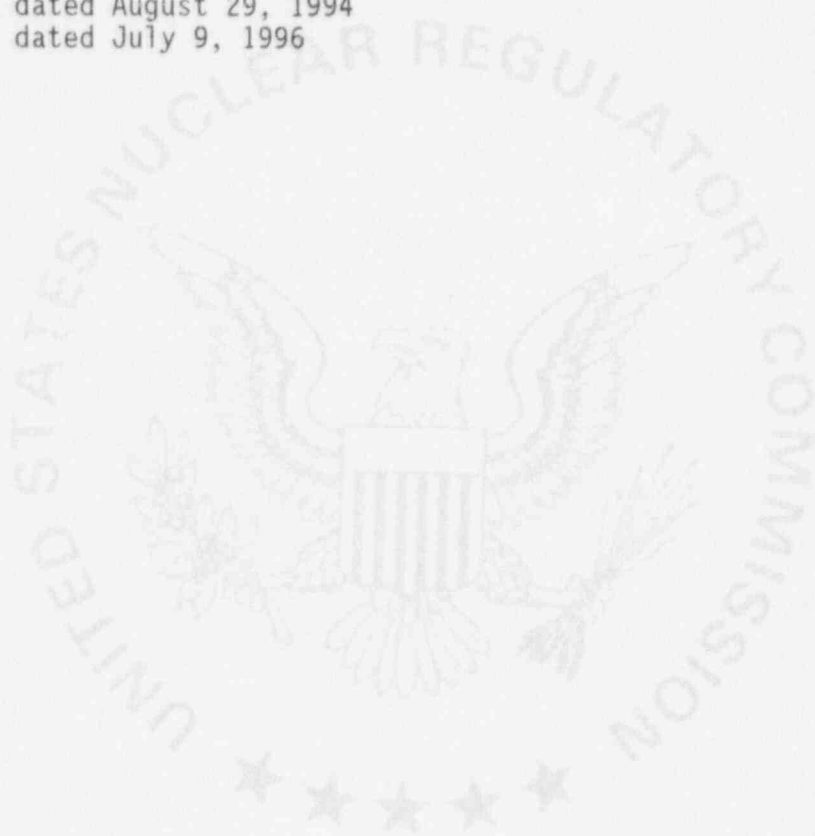 dated August 29, 1994
dated July 9, 1996
UNITED STATES NUCLEAR REGULATORY COMMISSION